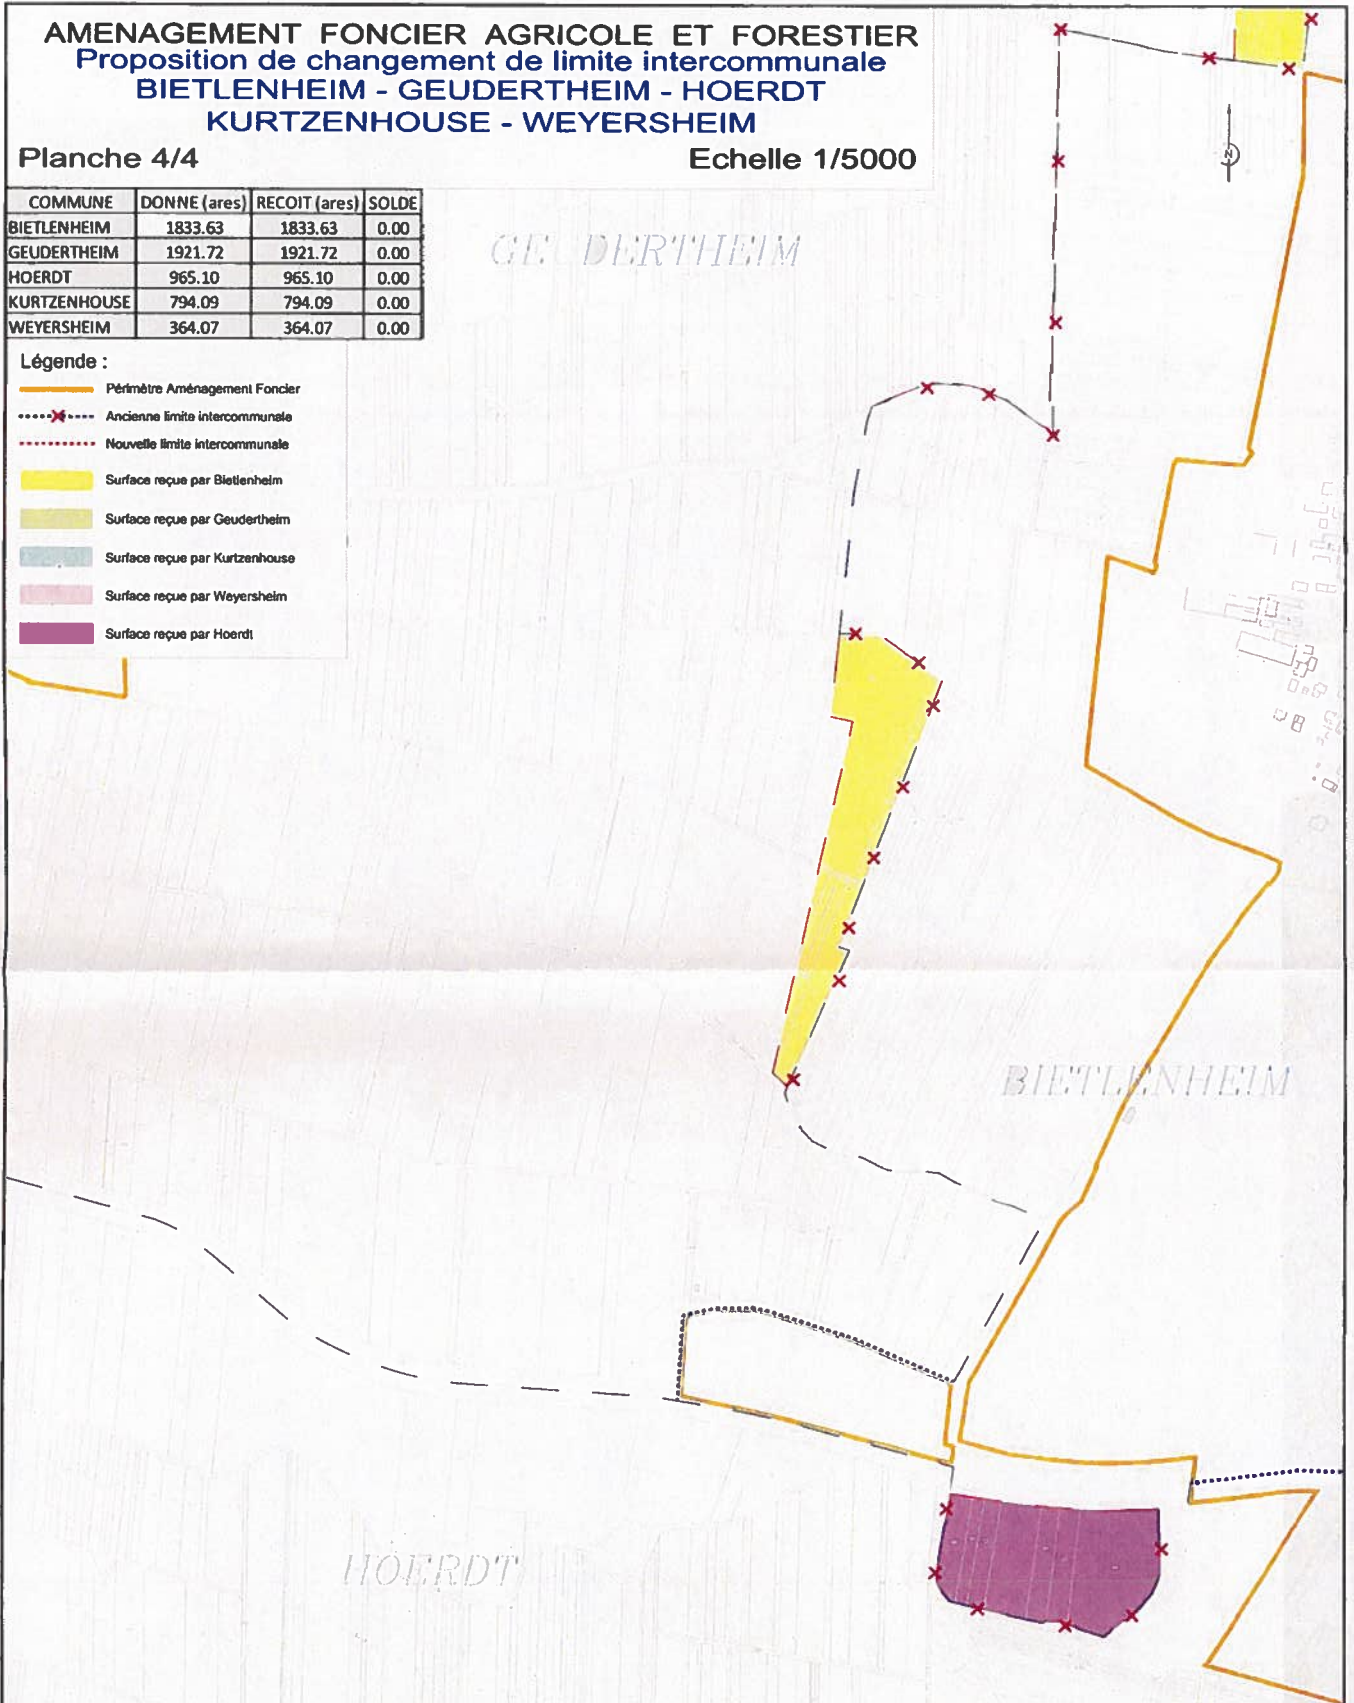 AMENAGEMENT FONCIER AGRICOLE ET FORESTIER
Proposition de changement de limite intercommunale
BIETLENHEIM - GEUDERTHEIM - HOERDT
KURTZENHOUSE - WEYERSHEIM
Planche 4/4 Echelle 1/5000
COMMUNE DONNE (ares) RECOIT (ares) SOLDE
BIETLENHEIM 1833.63 1833.63 0.00
GEUDERTHEIM 1921.72 1921.72 0.00
HOERDT 965.10 965.10 0.00
KURTZENHOUSE 794.09 794.09 0.00
WEYERSHEIM 364.07 364.07 0.00
Légende :
Périmètre Aménagement Foncier
Ancienne limite intercommunale
Nouvelle limite intercommunale
Surface reçue par Bietlenheim
Surface reçue par Geudertheim
Surface reçue par Kurtzenhouse
Surface reçue par Weyersheim
Surface reçue par Hoerdt
N
GEUDERTHEIM
BIETLENHEIM
HOERDT